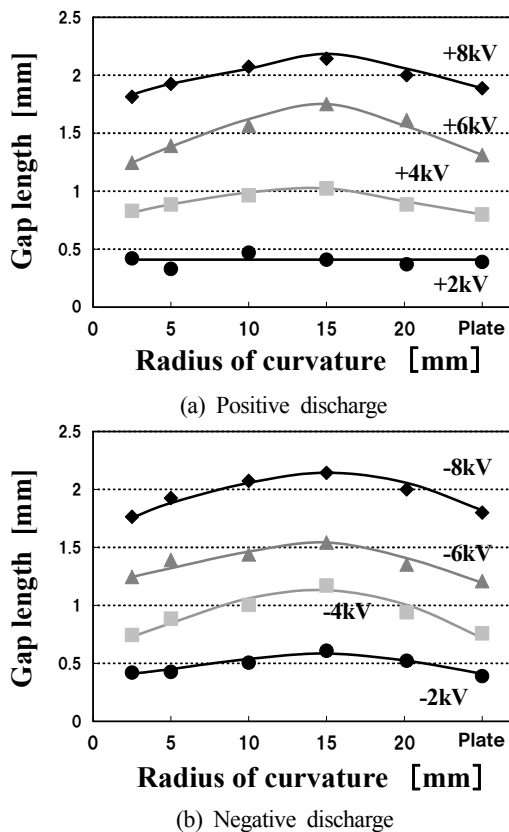 2.5
+8kV
2
+6kV
1.5
+4kV
1
0.5
+2kV
0
0 5 10 15 20 Plate
Gap length [mm]
Radius of curvature [mm]
(a) Positive discharge
2.5
-8kV
2
-6kV
1.5
1
-4kV
0.5
-2kV
0
0 5 10 15 20 Plate
Gap length [mm]
Radius of curvature [mm]
(b) Negative discharge